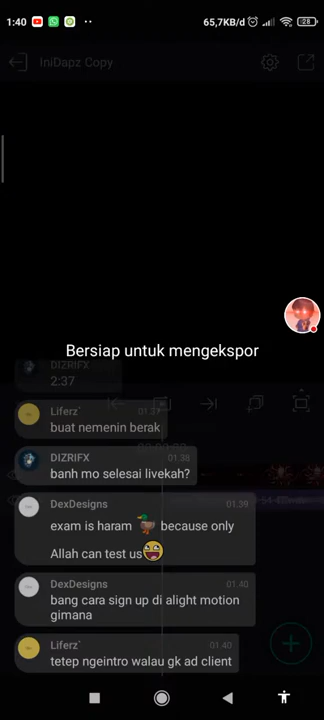 1:40
65,7KB/d
28
IniDapz Copy
Bersiap untuk mengekspor
DIZRIFX
2:37
Liferz` 01.37
buat nemenin berak
DIZRIFX 01.38
banh mo selesai livekah?
DexDesigns 01.39
exam is haram 🦆 because only
Allah can test us😄
DexDesigns 01.40
bang cara sign up di alight motion
gimana
Liferz` 01.40
tetep ngeintro walau gk ad client